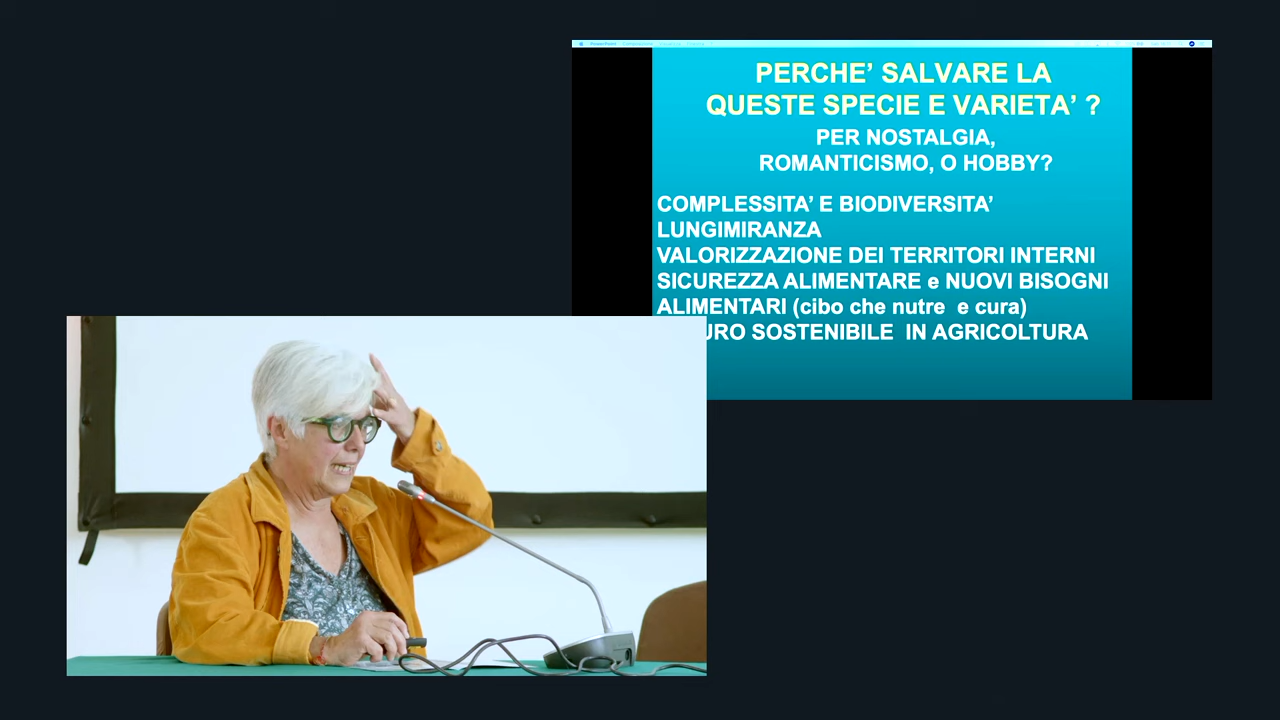 PERCHE’ SALVARE LA
QUESTE SPECIE E VARIETA’ ?
PER NOSTALGIA,
ROMANTICISMO, O HOBBY?
COMPLESSITA’ E BIODIVERSITA’
LUNGIMIRANZA
VALORIZZAZIONE DEI TERRITORI INTERNI
SICUREZZA ALIMENTARE e NUOVI BISOGNI
ALIMENTARI (cibo che nutre e cura)
SOSTENIBILE IN AGRICOLTURA